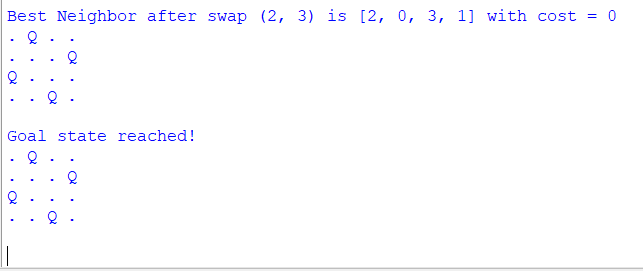 Best Neighbor after swap (2, 3) is [2, 0, 3, 1] with cost = 0
. Q . .
. . . Q
Q . . .
. . Q .

Goal state reached!
. Q . .
. . . Q
Q . . .
. . Q .